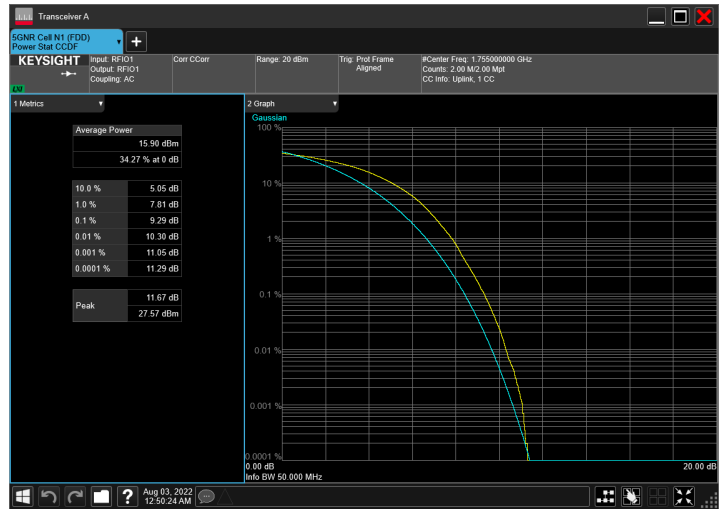 Transceiver A
5GNR Cell N1 (FDD)
Power Stat CCDF
KEYSIGHT
LXI
Input: RFIO1
Output: RFIO1
Coupling: AC
Corr CCorr
Range: 20 dBm
Trig: Prot Frame
Aligned
#Center Freq: 1.755000000 GHz
Counts: 2.00 M/2.00 Mpt
CC Info: Uplink, 1 CC
1 Metrics
Average Power
15.90 dBm
34.27 % at 0 dB
10.0 % 5.05 dB
1.0 % 7.81 dB
0.1 % 9.29 dB
0.01 % 10.30 dB
0.001 % 11.05 dB
0.0001 % 11.29 dB
Peak 11.67 dB
27.57 dBm
2 Graph
Gaussian
100 %
10 %
1 %
0.1 %
0.01 %
0.001 %
0.0001 %
0.00 dB 20.00 dB
Info BW 50.000 MHz
Aug 03, 2022
12:50:24 AM